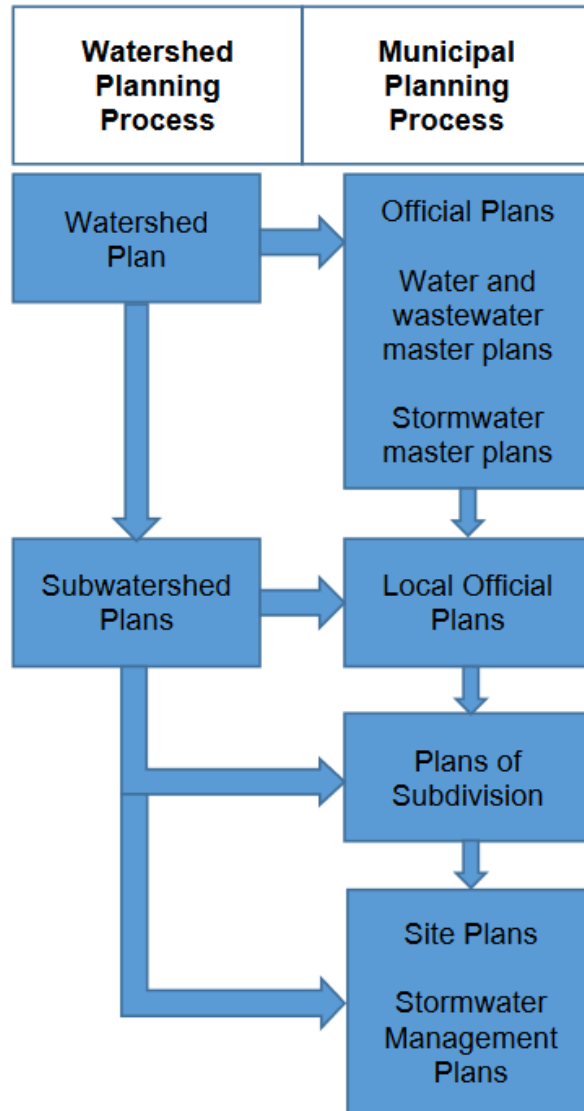 Watershed
Planning
Process
Municipal
Planning
Process
Watershed
Plan
Official Plans
Water and
wastewater
master plans
Stormwater
master plans
Subwatershed
Plans
Local Official
Plans
Plans of
Subdivision
Site Plans
Stormwater
Management
Plans